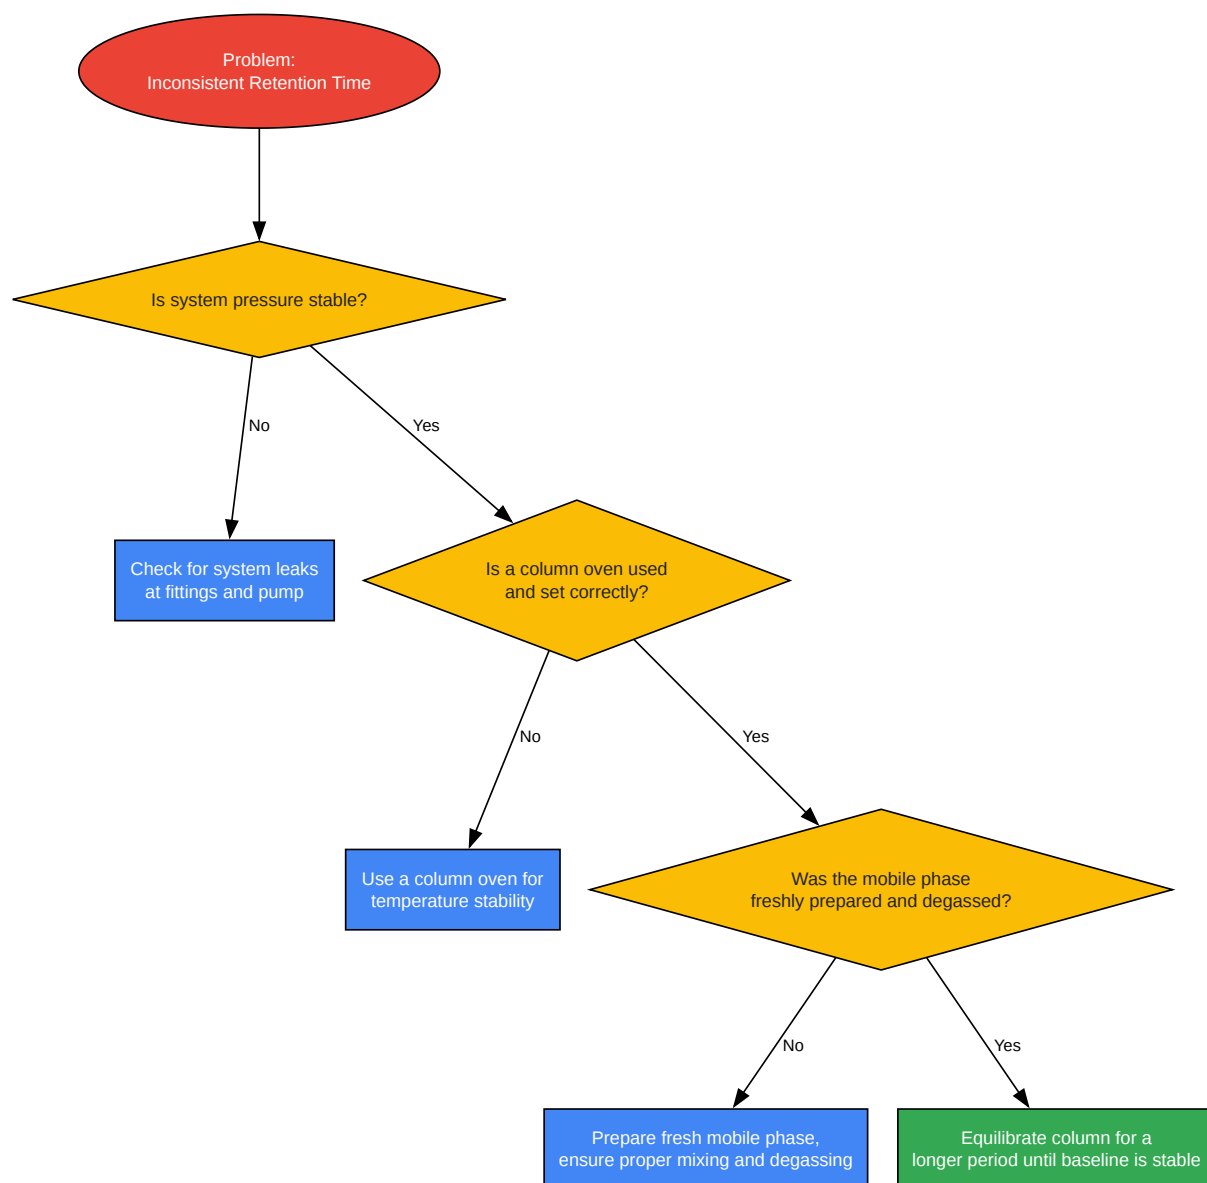 Problem:
Inconsistent Retention Time
Is system pressure stable?
No
Yes
Check for system leaks
at fittings and pump
Is a column oven used
and set correctly?
No
Yes
Use a column oven for
temperature stability
Was the mobile phase
freshly prepared and degassed?
No
Yes
Prepare fresh mobile phase,
ensure proper mixing and degassing
Equilibrate column for a
longer period until baseline is stable